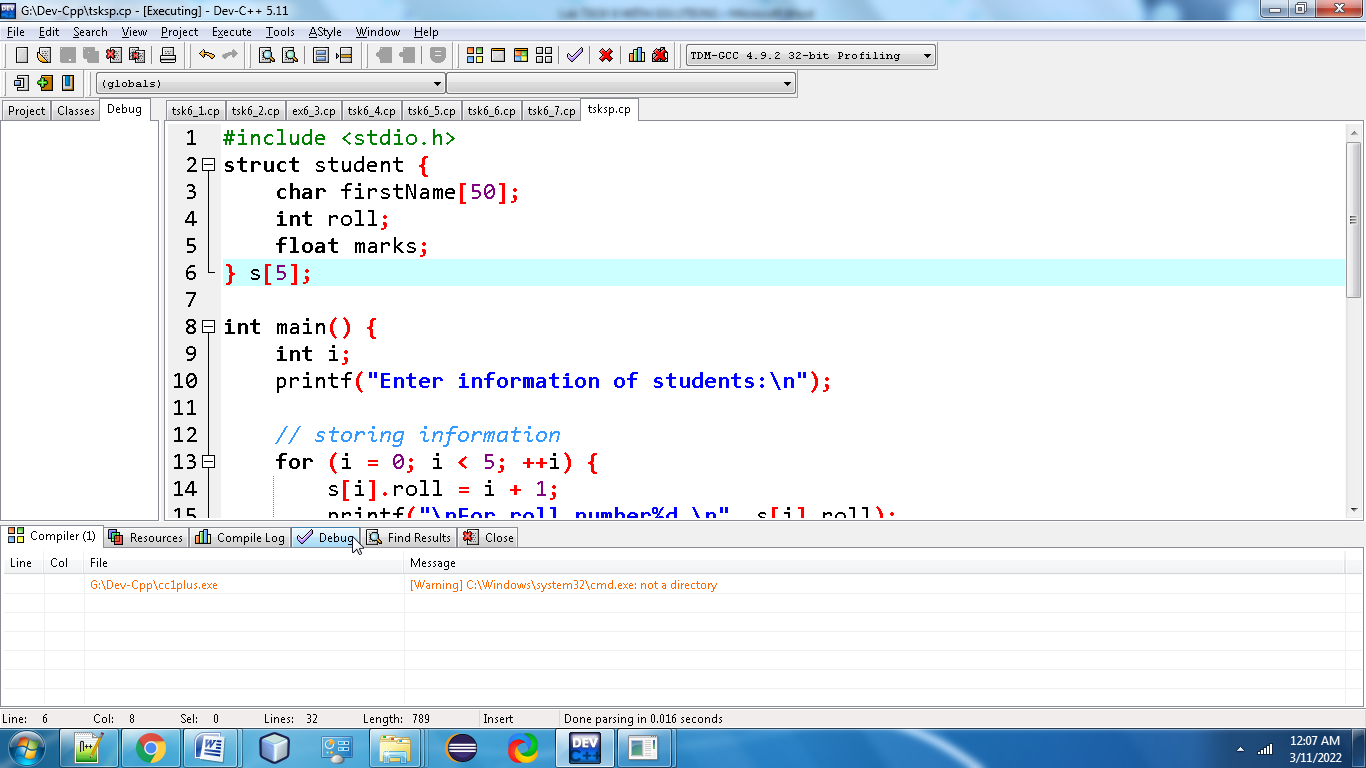 G:\Dev-Cpp\tsksp.cp - [Executing] - Dev-C++ 5.11
File Edit Search View Project Execute Tools AStyle Window Help
TDM-GCC 4.9.2 32-bit Profiling
(globals)
Project Classes Debug
tsk6_1.cp tsk6_2.cp ex6_3.cp tsk6_4.cp tsk6_5.cp tsk6_6.cp tsk6_7.cp tsksp.cp
1 #include <stdio.h>
2 struct student {
3 char firstName[50];
4 int roll;
5 float marks;
6 } s[5];
7
8 int main() {
9 int i;
10 printf("Enter information of students:\n");
11
12 // storing information
13 for (i = 0; i < 5; ++i) {
14 s[i].roll = i + 1;
15 printf("\nFor roll number%d,\n", s[i].roll);
Compiler (1) Resources Compile Log Debug Find Results Close
Line Col File Message
G:\Dev-Cpp\cc1plus.exe [Warning] C:\Windows\system32\cmd.exe: not a directory
Line: 6 Col: 8 Sel: 0 Lines: 32 Length: 789 Insert Done parsing in 0.016 seconds
N++
W
DEV
C++
12:07 AM
3/11/2022